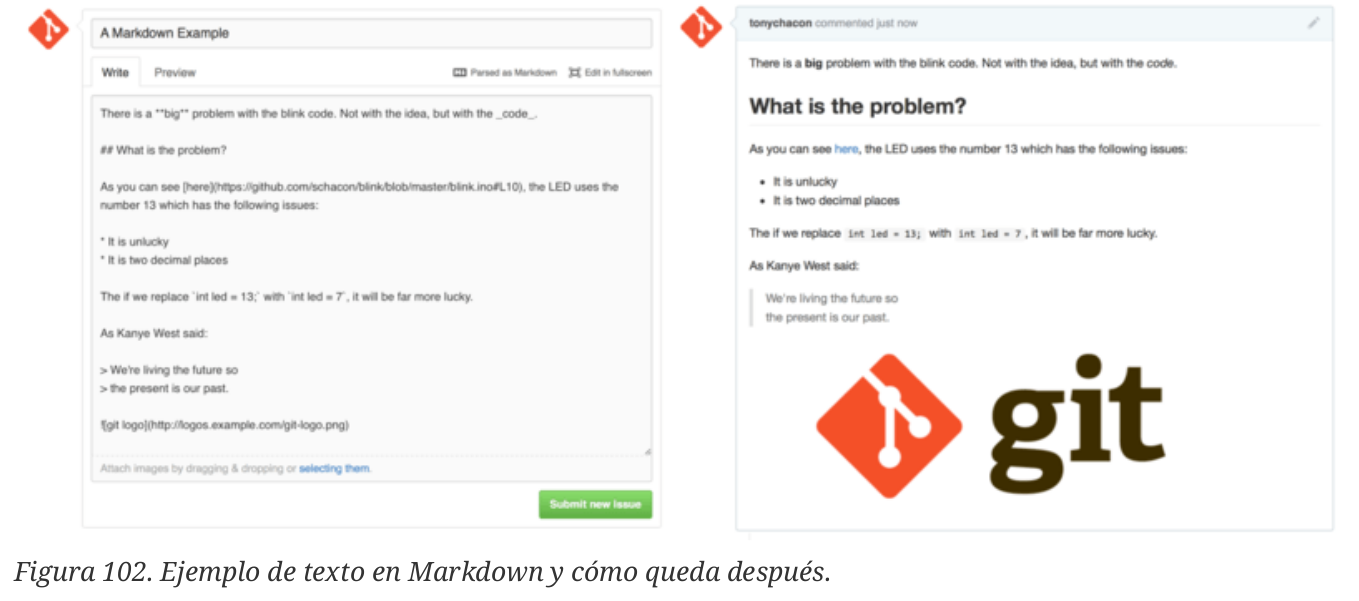 A Markdown Example
Write Preview Parsed as Markdown Edit in fullscreen
There is a **big** problem with the blink code. Not with the idea, but with the _code_.
## What is the problem?
As you can see [here](https://github.com/schacon/blink/blob/master/blink.ino#L10), the LED uses the
number 13 which has the following issues:
* It is unlucky
* It is two decimal places
The if we replace `int led = 13;` with `int led = 7`, it will be far more lucky.
As Kanye West said:
> We're living the future so
> the present is our past.
![git logo](http://logos.example.com/git-logo.png)
Attach images by dragging & dropping or selecting them.
Submit new issue
tonychacon commented just now
There is a big problem with the blink code. Not with the idea, but with the code.
What is the problem?
As you can see here, the LED uses the number 13 which has the following issues:
• It is unlucky
• It is two decimal places
The if we replace int led = 13; with int led = 7, it will be far more lucky.
As Kanye West said:
We're living the future so
the present is our past.
git
Figura 102. Ejemplo de texto en Markdown y cómo queda después.